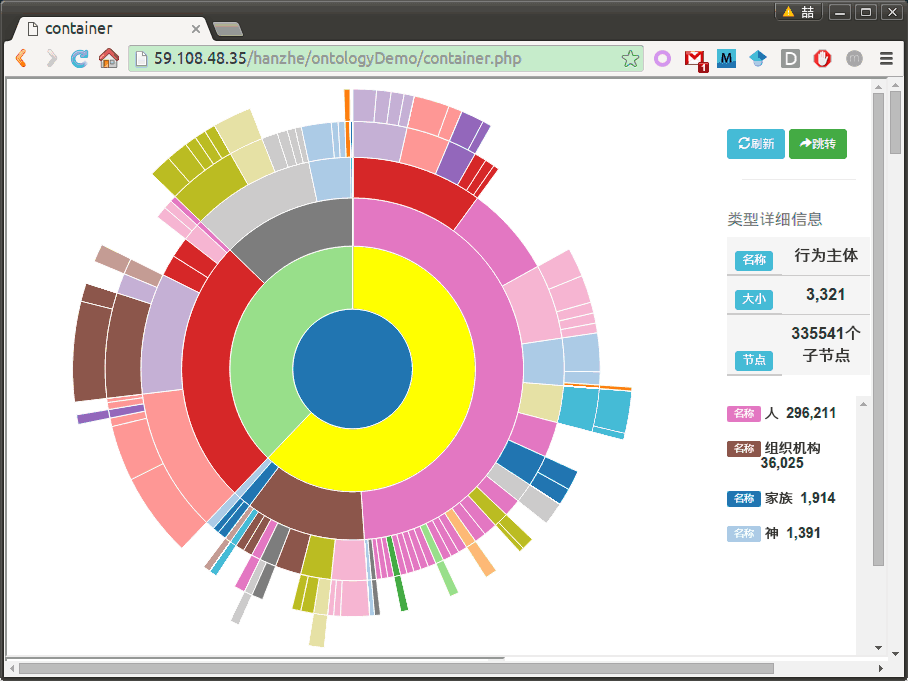 喆
container
59.108.48.35/hanzhe/ontologyDemo/container.php
M
1
M
D
m
刷新
跳转
类型详细信息
名称 行为主体
大小 3,321
节点 335541个
子节点
名称 人 296,211
名称 组织机构
36,025
名称 家族 1,914
名称 神 1,391